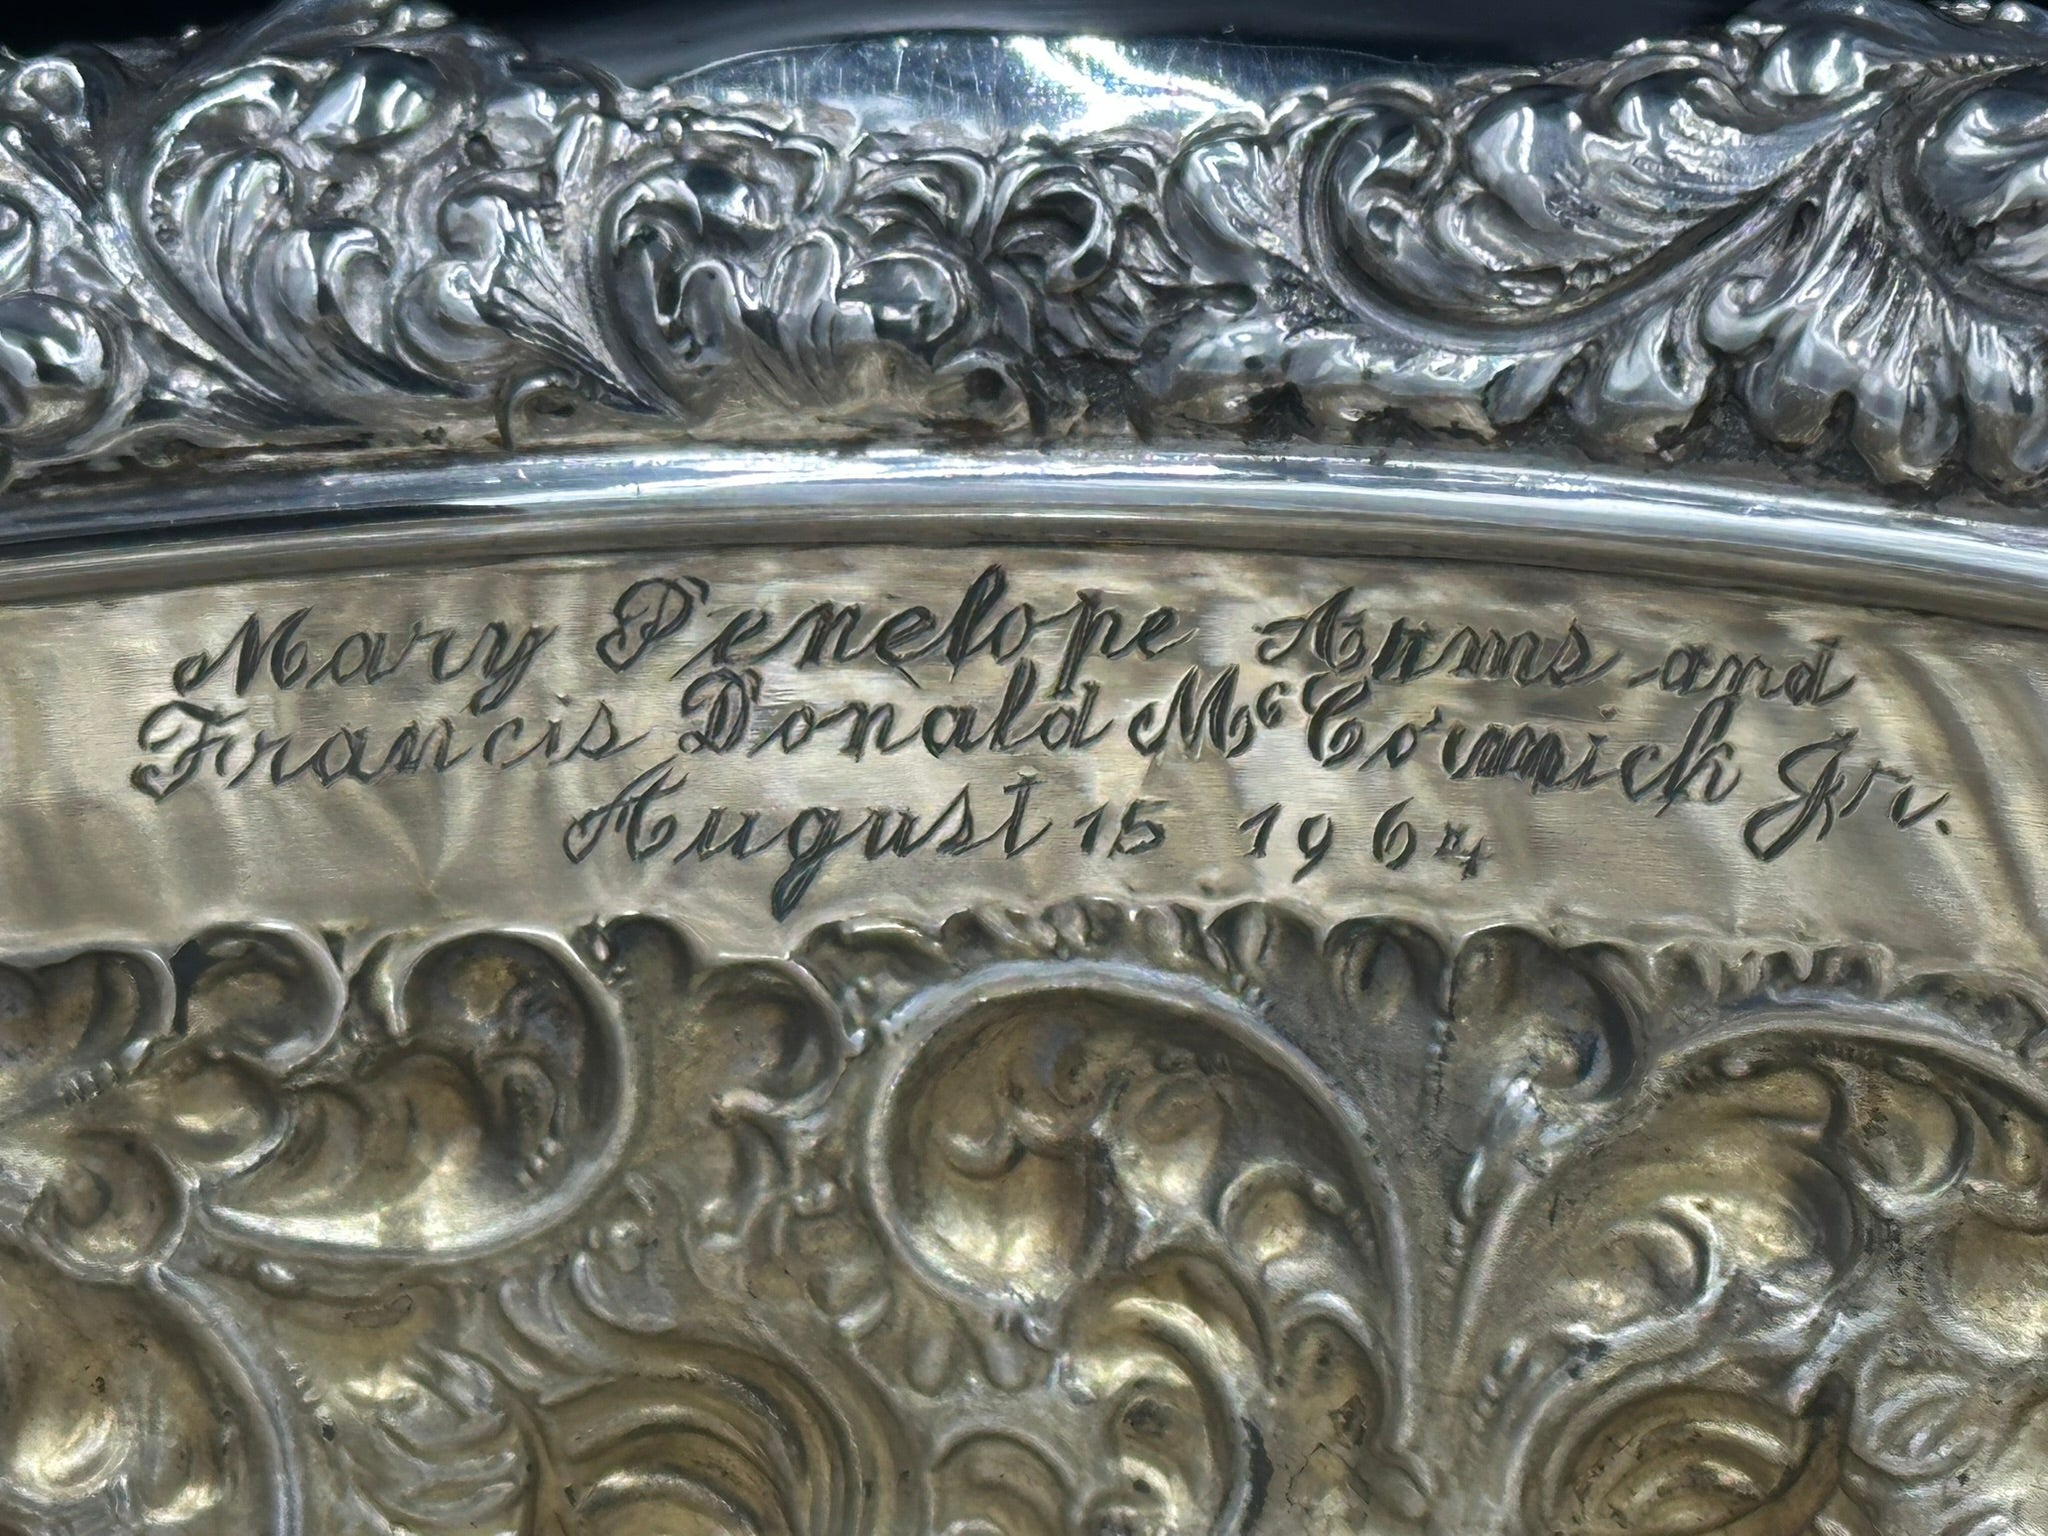 Mary Penelope Arms and
Francis Donald McCormick Jr.
August 15 1964